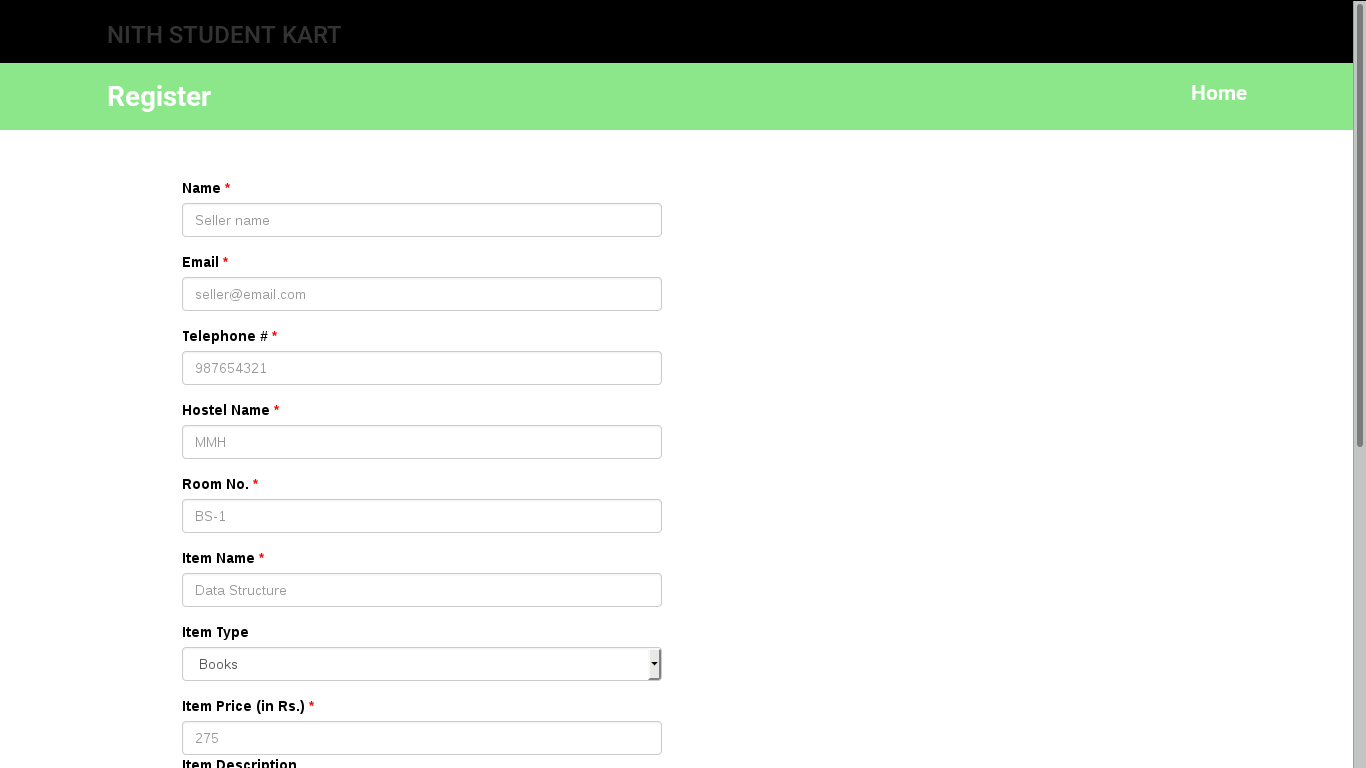 NITH STUDENT KART
Register
Home
Name *
Seller name
Email *
seller@email.com
Telephone # *
987654321
Hostel Name *
MMH
Room No. *
BS-1
Item Name *
Data Structure
Item Type
Books
Item Price (in Rs.) *
275
Item Description